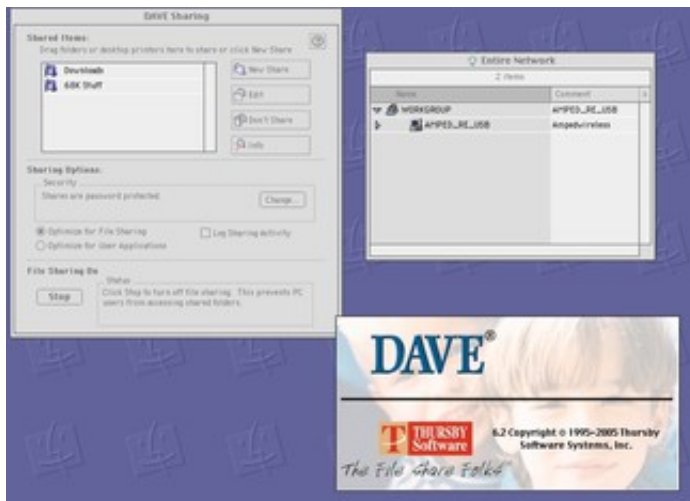 DAVE Sharing
Shared Items:
Drag folders or desktop printers here to share or click New Share
Downloads
68K Stuff
New Share
Edit
Don't Share
Info
Sharing Options:
Security
Shares are password protected.
Change...
Optimize for File Sharing
Log Sharing Activity
Optimize for User Applications
File Sharing On
Status
Stop
Click Stop to turn off file sharing. This prevents PC
users from accessing shared folders.
Entire Network
2 items
Name Comment
WORKGROUP AMPED_RE_USB
AMPED_RE_USB Ampedwireless
DAVE®
THURSBY
Software
The File Share Folks
6.2 Copyright © 1995-2005 Thursby
Software Systems, Inc.